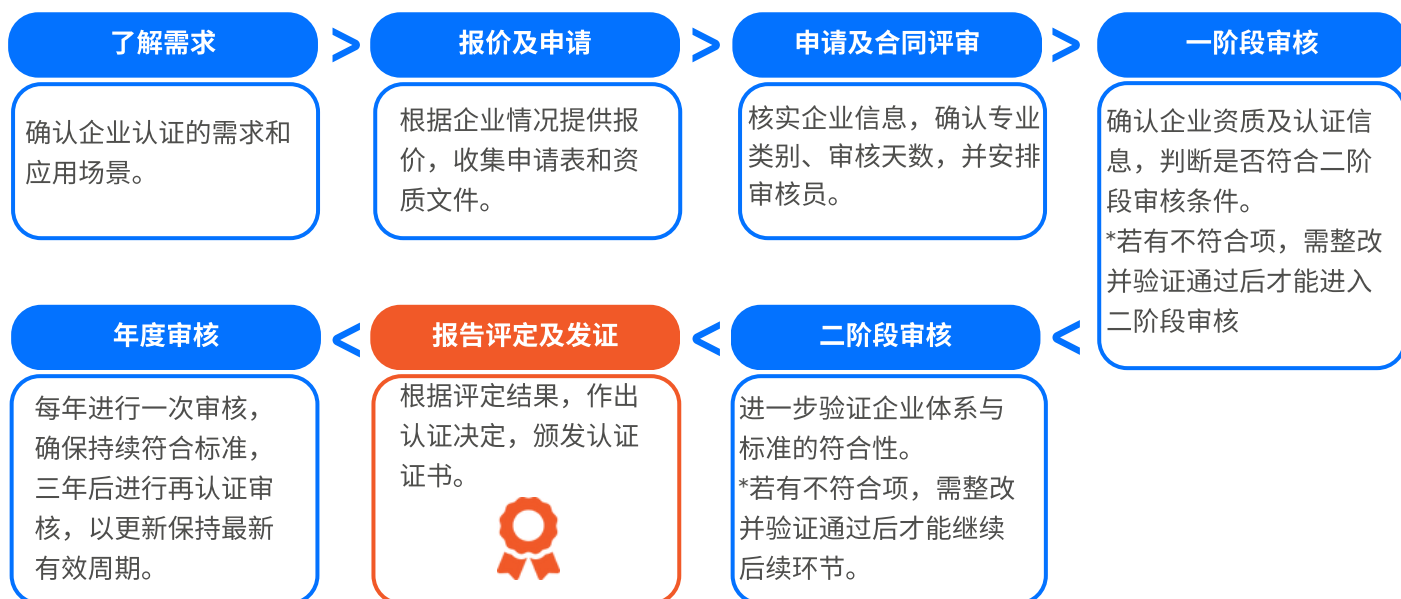 了解需求
>
报价及申请
>
申请及合同评审
>
一阶段审核
确认企业认证的需求和
应用场景。
根据企业情况提供报
价，收集申请表和资
质文件。
核实企业信息，确认专业
类别、审核天数，并安排
审核员。
确认企业资质及认证信
息，判断是否符合二阶
段审核条件。
*若有不符合项，需整改
并验证通过后才能进入
二阶段审核
<
二阶段审核
进一步验证企业体系与
标准的符合性。
*若有不符合项，需整改
并验证通过后才能继续
后续环节。
<
报告评定及发证
根据评定结果，作出
认证决定，颁发认证
证书。
<
年度审核
每年进行一次审核，
确保持续符合标准，
三年后进行再认证审
核，以更新保持最新
有效周期。